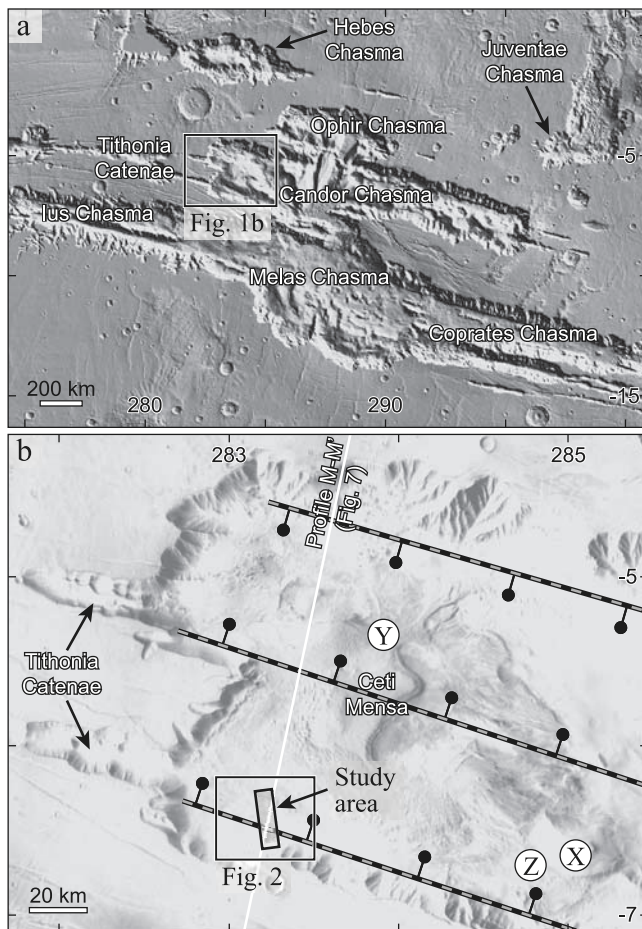 a
Hebes
Chasma
Juventae
Chasma
Ophir Chasma
Tithonia
Catenae
-5
Candor Chasma
Ius Chasma
Fig. 1b
Melas Chasma
Coprates Chasma
200 km
280
290
-15
b
283
285
Profile M-M'
(Fig. 7)
-5
Y
Tithonia
Catenae
Ceti
Mensa
Study
area
X
Z
Fig. 2
20 km
-7